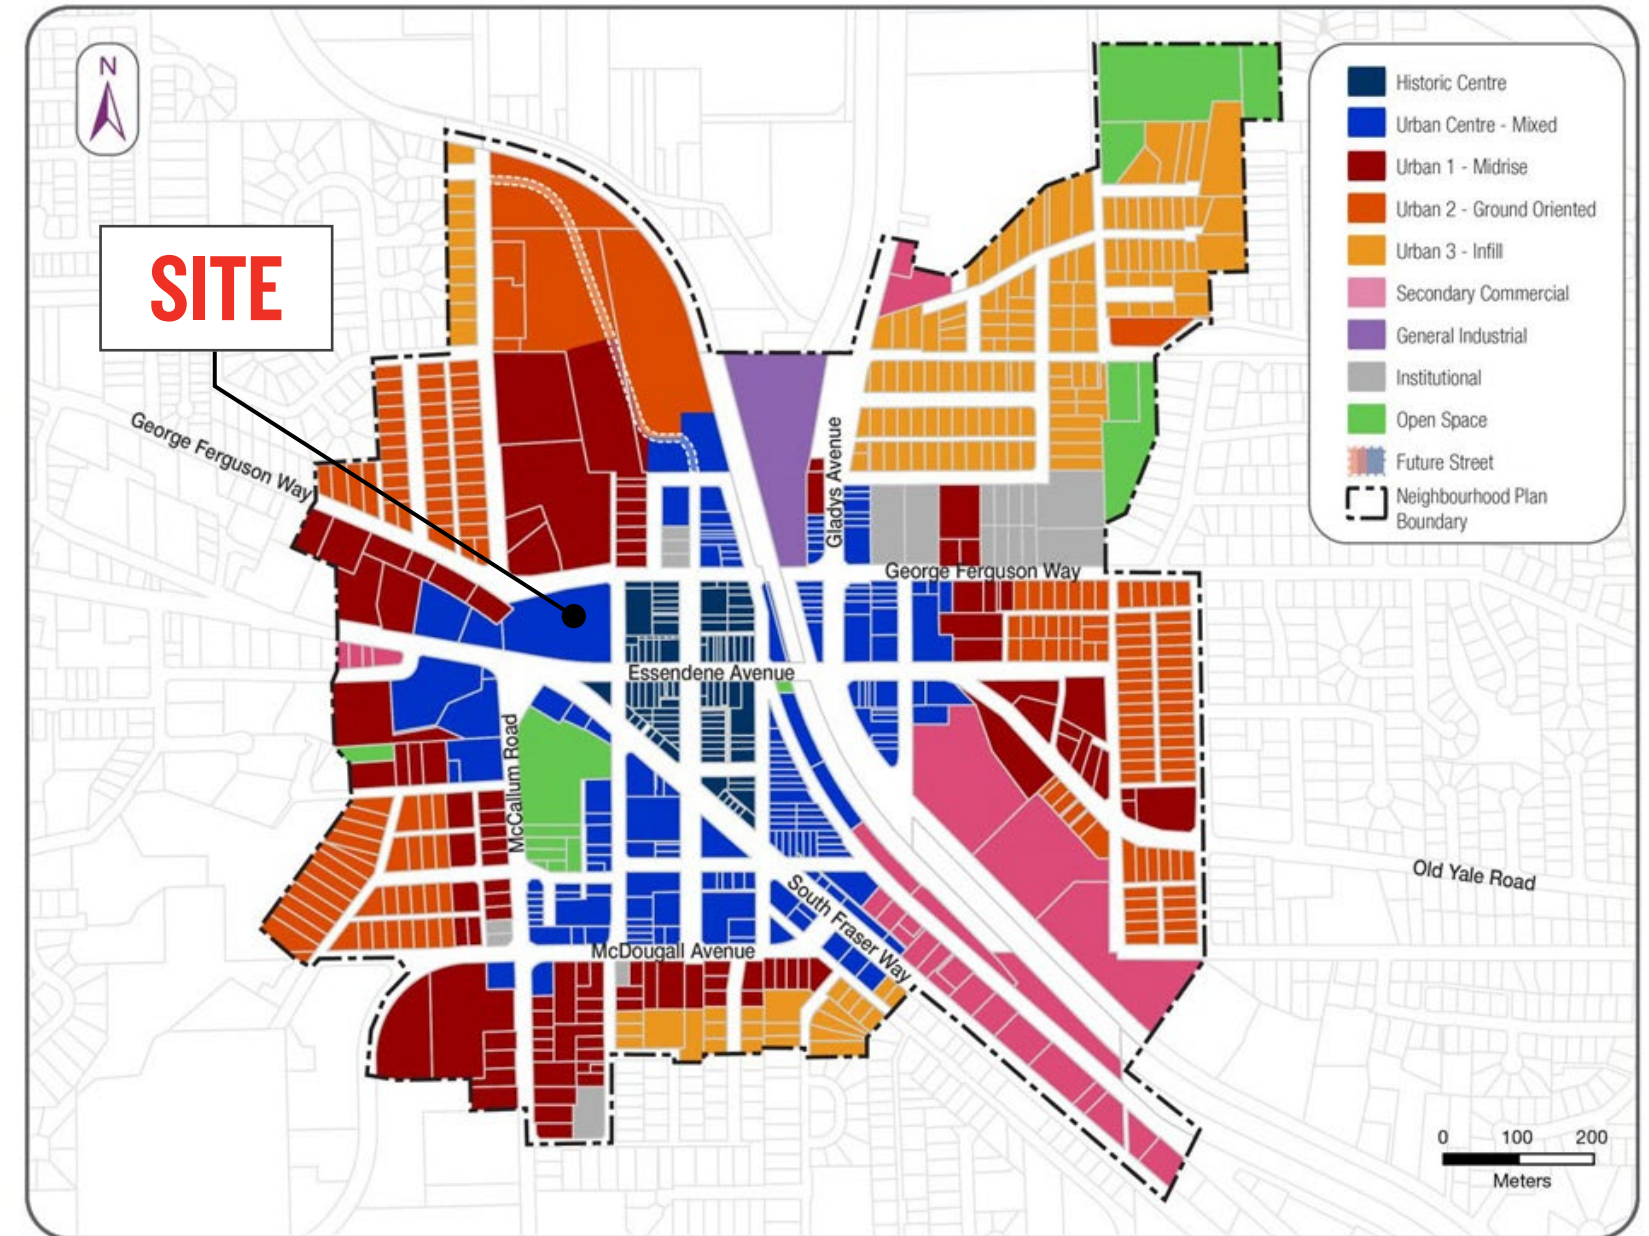 N
SITE
Historic Centre
Urban Centre - Mixed
Urban 1 - Midrise
Urban 2 - Ground Oriented
Urban 3 - Infill
Secondary Commercial
General Industrial
Institutional
Open Space
Future Street
Neighbourhood Plan
Boundary
George Ferguson Way
Gladys Avenue
George Ferguson Way
Essendene Avenue
McCallum Road
Old Yale Road
South Fraser Way
McDougall Avenue
0 100 200
Meters